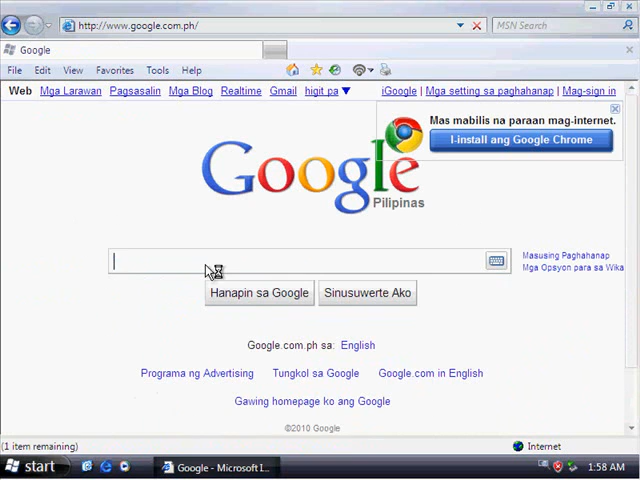 http://www.google.com.ph/
MSN Search
Google
File Edit View Favorites Tools Help
Web Mga Larawan Pagsasalin Mga Blog Realtime Gmail higit pa ▼ iGoogle | Mga setting sa paghahanap | Mag-sign in
Mas mabilis na paraan mag-internet.
I-install ang Google Chrome
Google
Pilipinas
Masusing Paghahanap
Mga Opsyon para sa Wika
Hanapin sa Google Sinusuwerte Ako
Google.com.ph sa: English
Programa ng Advertising Tungkol sa Google Google.com in English
Gawing homepage ko ang Google
©2010 Google
(1 item remaining) Internet
start Google - Microsoft I... 1:58 AM